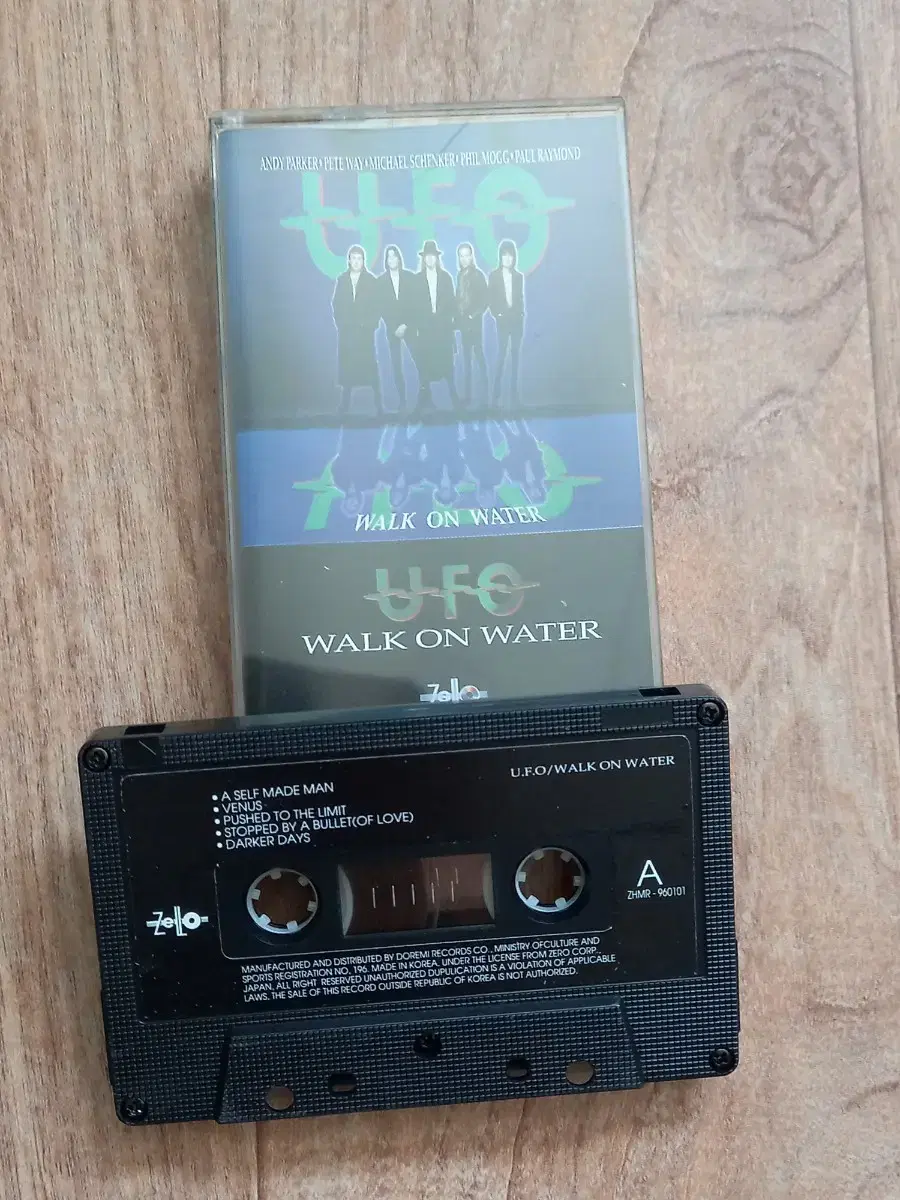 ANDY PARKER • PETE WAY • MICHAEL SCHENKER • PHIL MOGG • PAUL RAYMOND
UFO
WALK ON WATER
UFO
WALK ON WATER
Zello
U.F.O/WALK ON WATER
• A SELF MADE MAN
• VENUS
• PUSHED TO THE LIMIT
• STOPPED BY A BULLET(OF LOVE)
• DARKER DAYS
A
ZHMR - 960101
Zello
MANUFACTURED AND DISTRIBUTED BY DOREMI RECORDS CO., MINISTRY OFCULTURE AND
SPORTS REGISTRATION NO. 196. MADE IN KOREA. UNDER THE LICENSE FROM ZERO CORP.,
JAPAN. ALL RIGHT RESERVED UNAUTHORIZED DUPULICATION IS A VIOLATION OF APPLICABLE
LAWS. THE SALE OF THIS RECORD OUTSIDE REPUBLIC OF KOREA IS NOT AUTHORIZED.